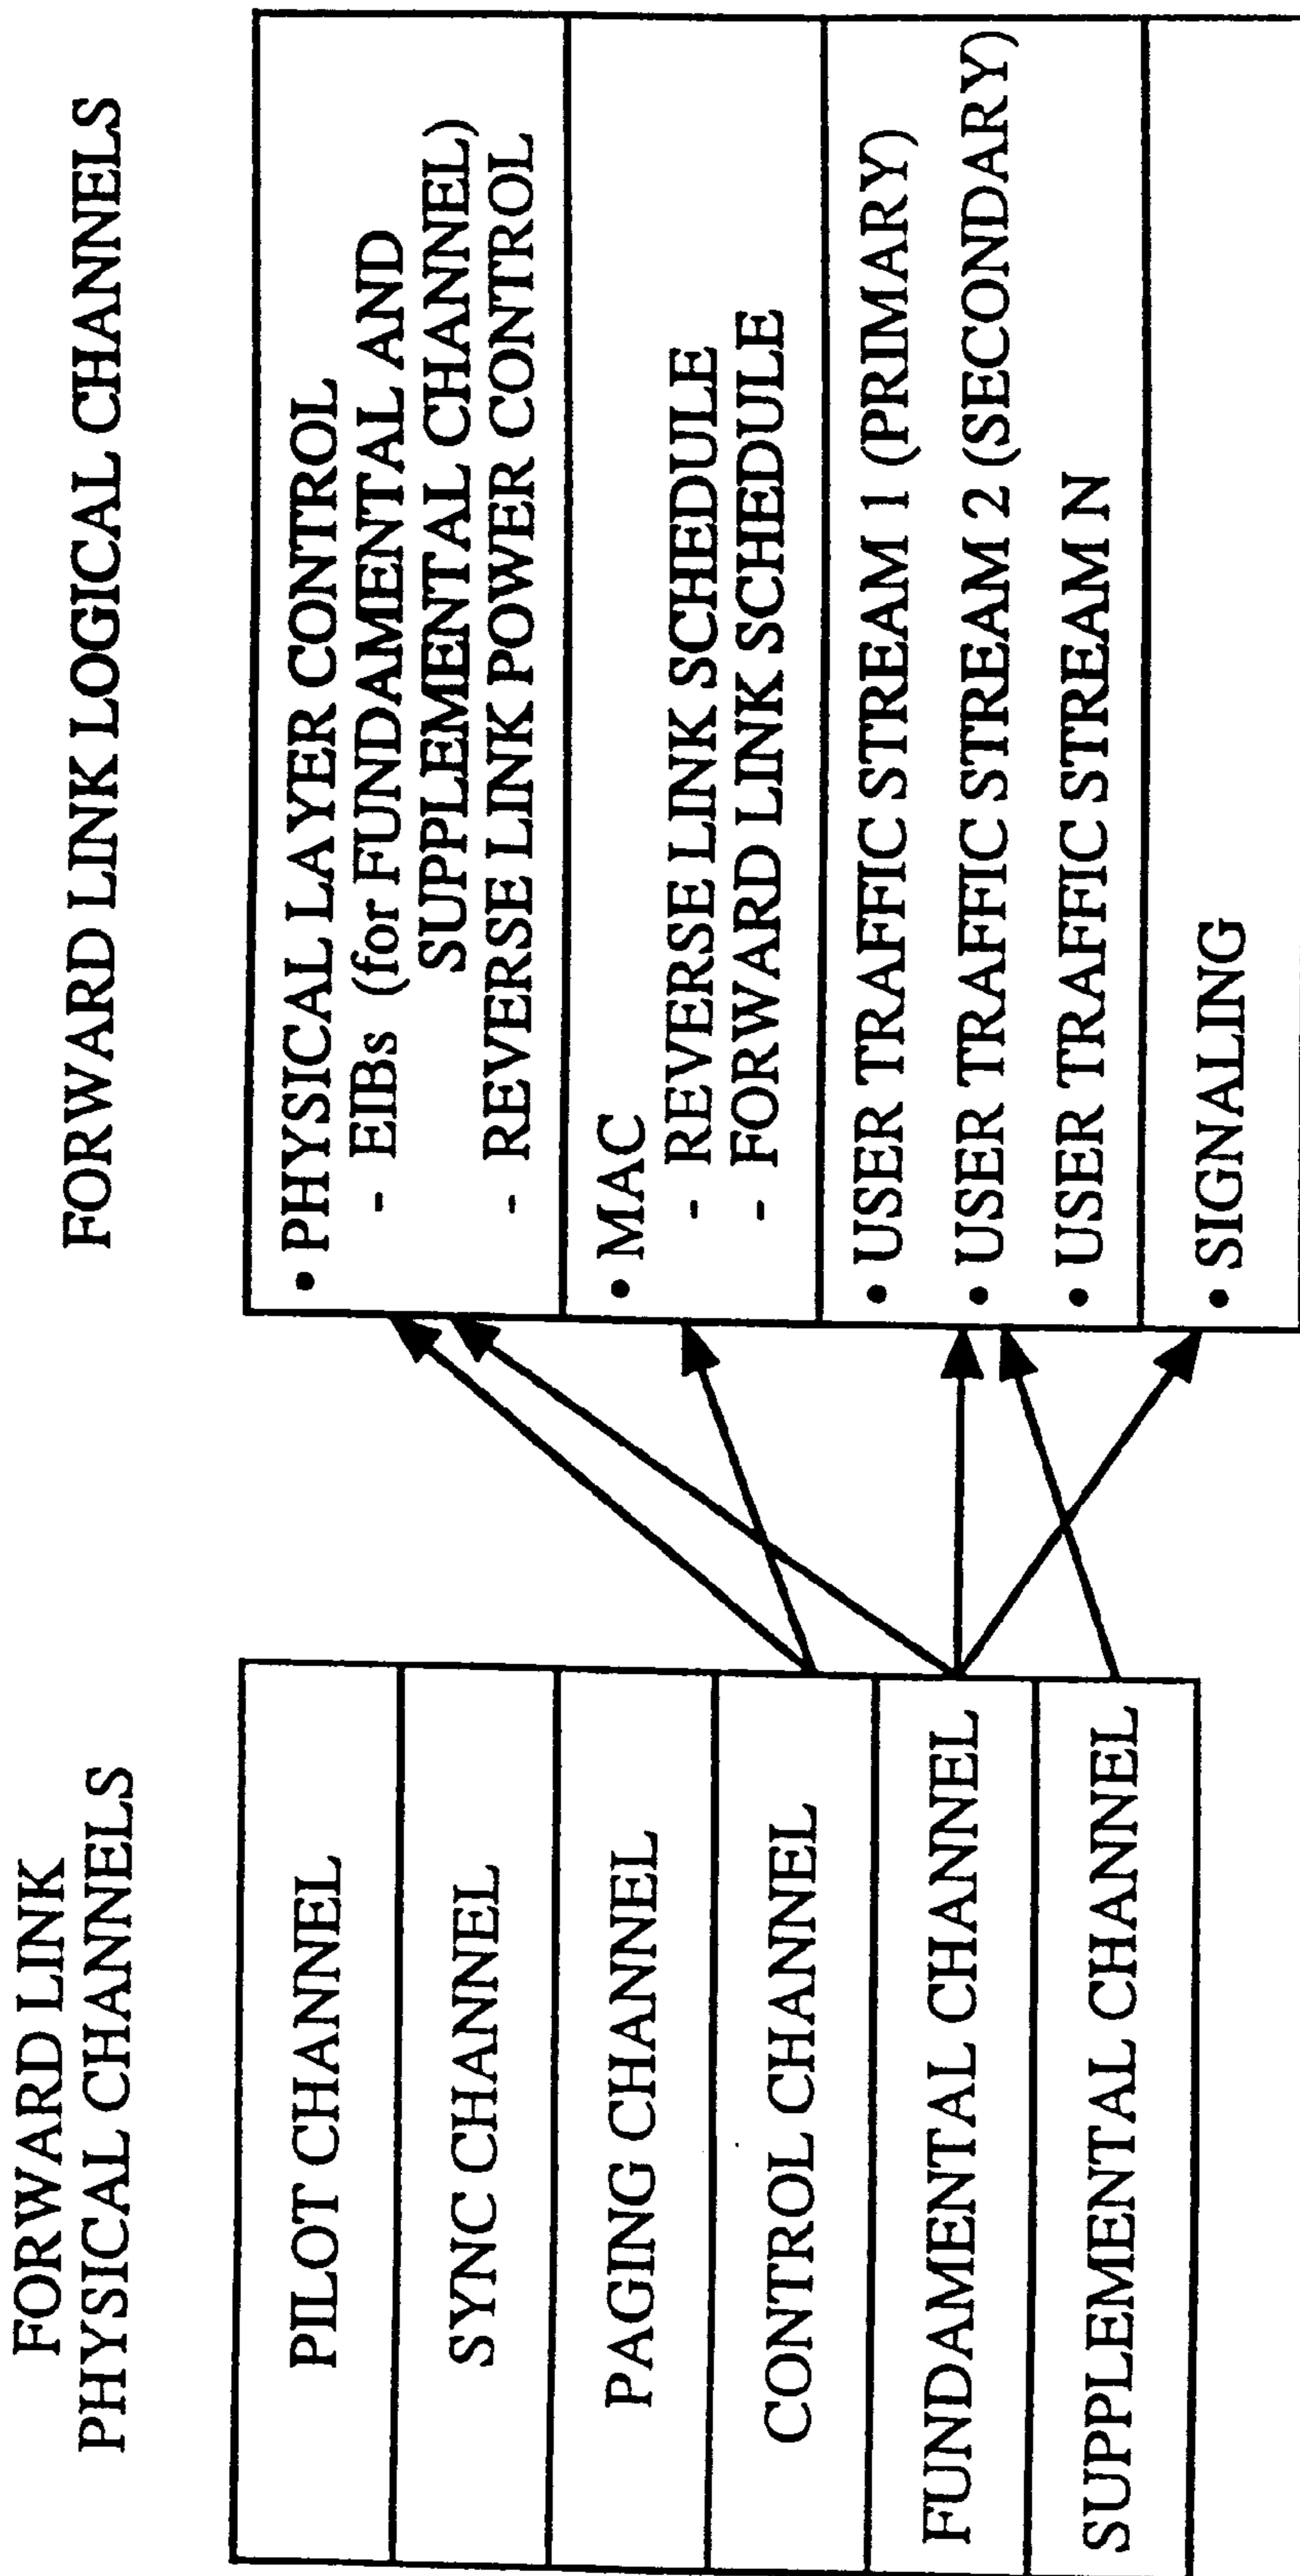 FORWARD LINK
PHYSICAL CHANNELS
PILOT CHANNEL
SYNC CHANNEL
PAGING CHANNEL
CONTROL CHANNEL
FUNDAMENTAL CHANNEL
SUPPLEMENTAL CHANNEL
FORWARD LINK LOGICAL CHANNELS
• PHYSICAL LAYER CONTROL
- EIBs (for FUNDAMENTAL AND
SUPPLEMENTAL CHANNEL)
- REVERSE LINK POWER CONTROL
• MAC
- REVERSE LINK SCHEDULE
- FORWARD LINK SCHEDULE
• USER TRAFFIC STREAM 1 (PRIMARY)
• USER TRAFFIC STREAM 2 (SECONDARY)
• USER TRAFFIC STREAM N
• SIGNALING